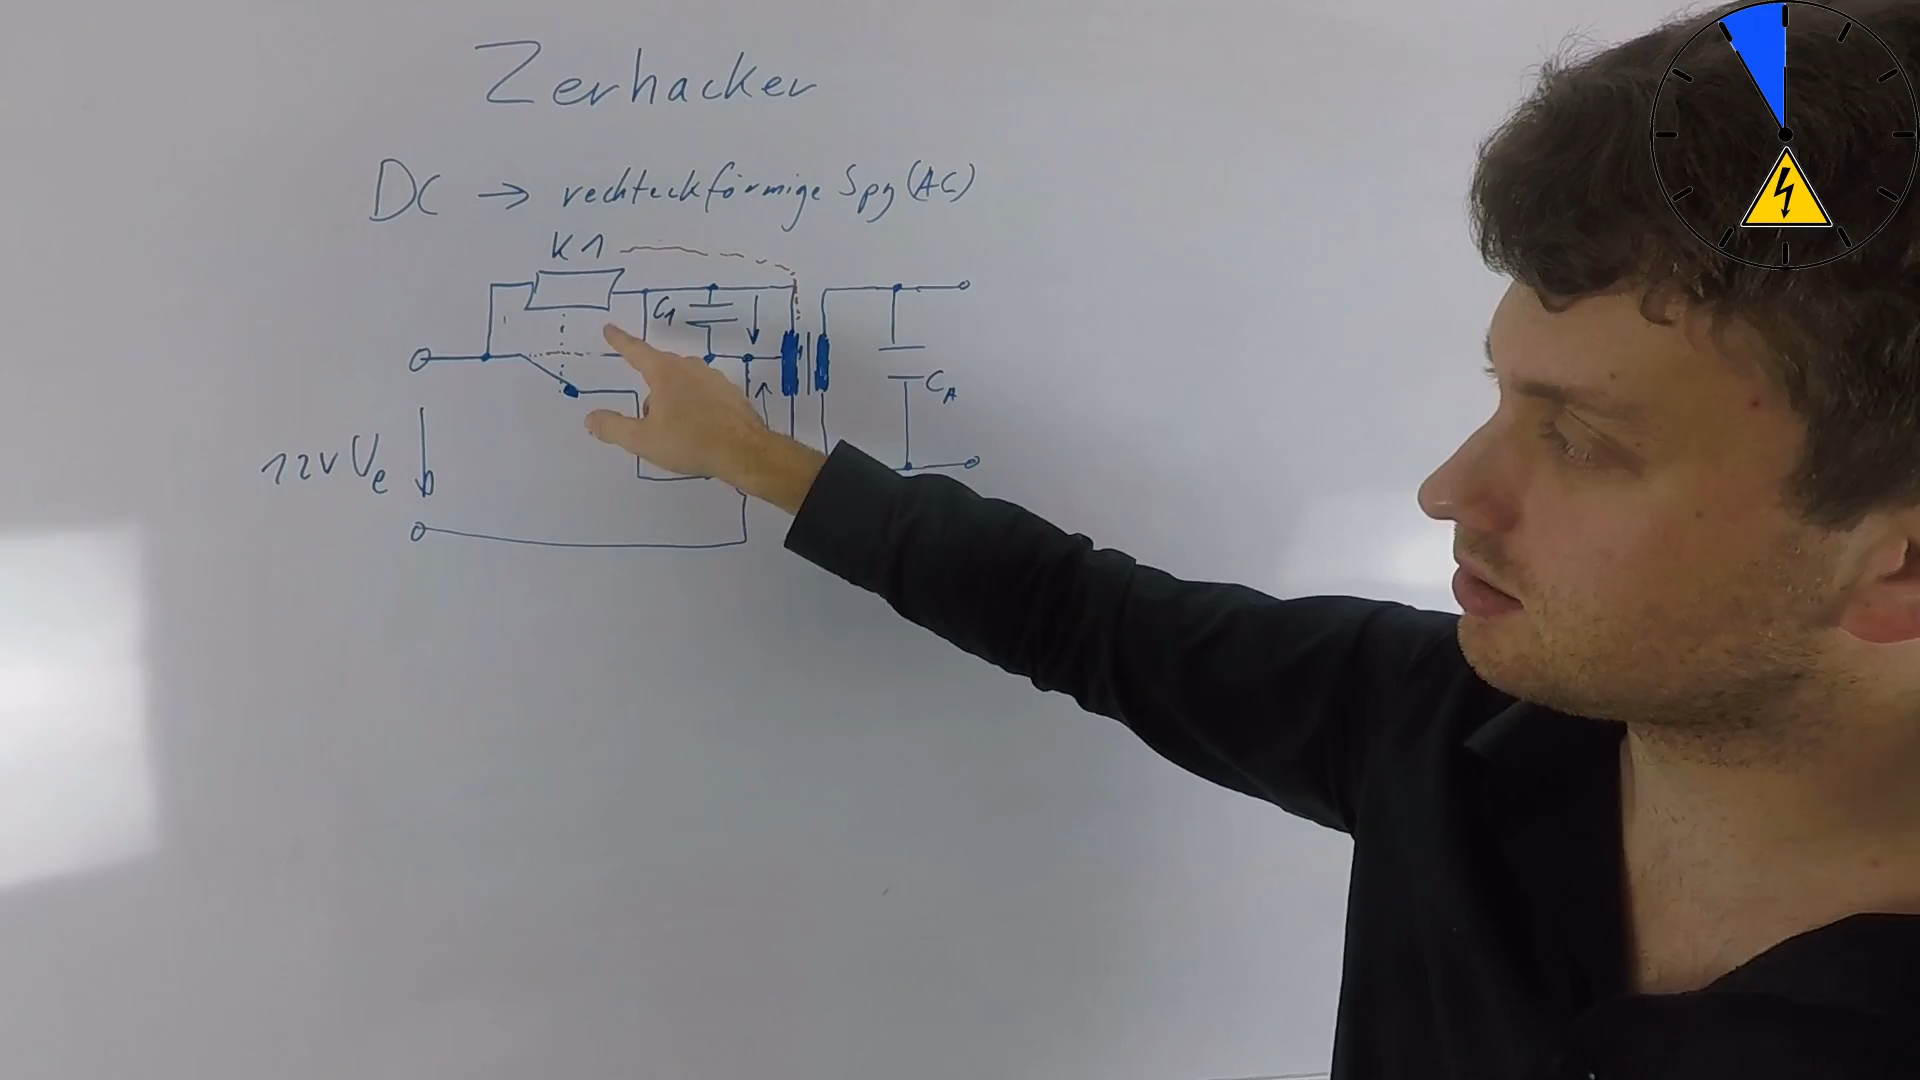 Zerhacker
DC → rechteckförmige Spg (AC)
K1
C1
CA
12V Ue